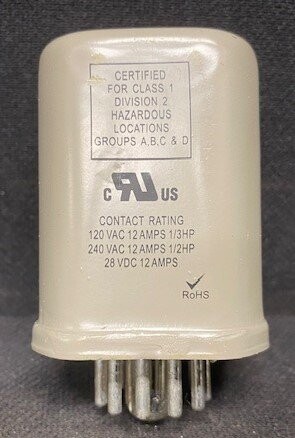 CERTIFIED
FOR CLASS 1
DIVISION 2
HAZARDOUS
LOCATIONS
GROUPS A,B,C & D
C RU US
CONTACT RATING
120 VAC 12 AMPS 1/3HP
240 VAC 12 AMPS 1/2HP
28 VDC 12 AMPS
RoHS